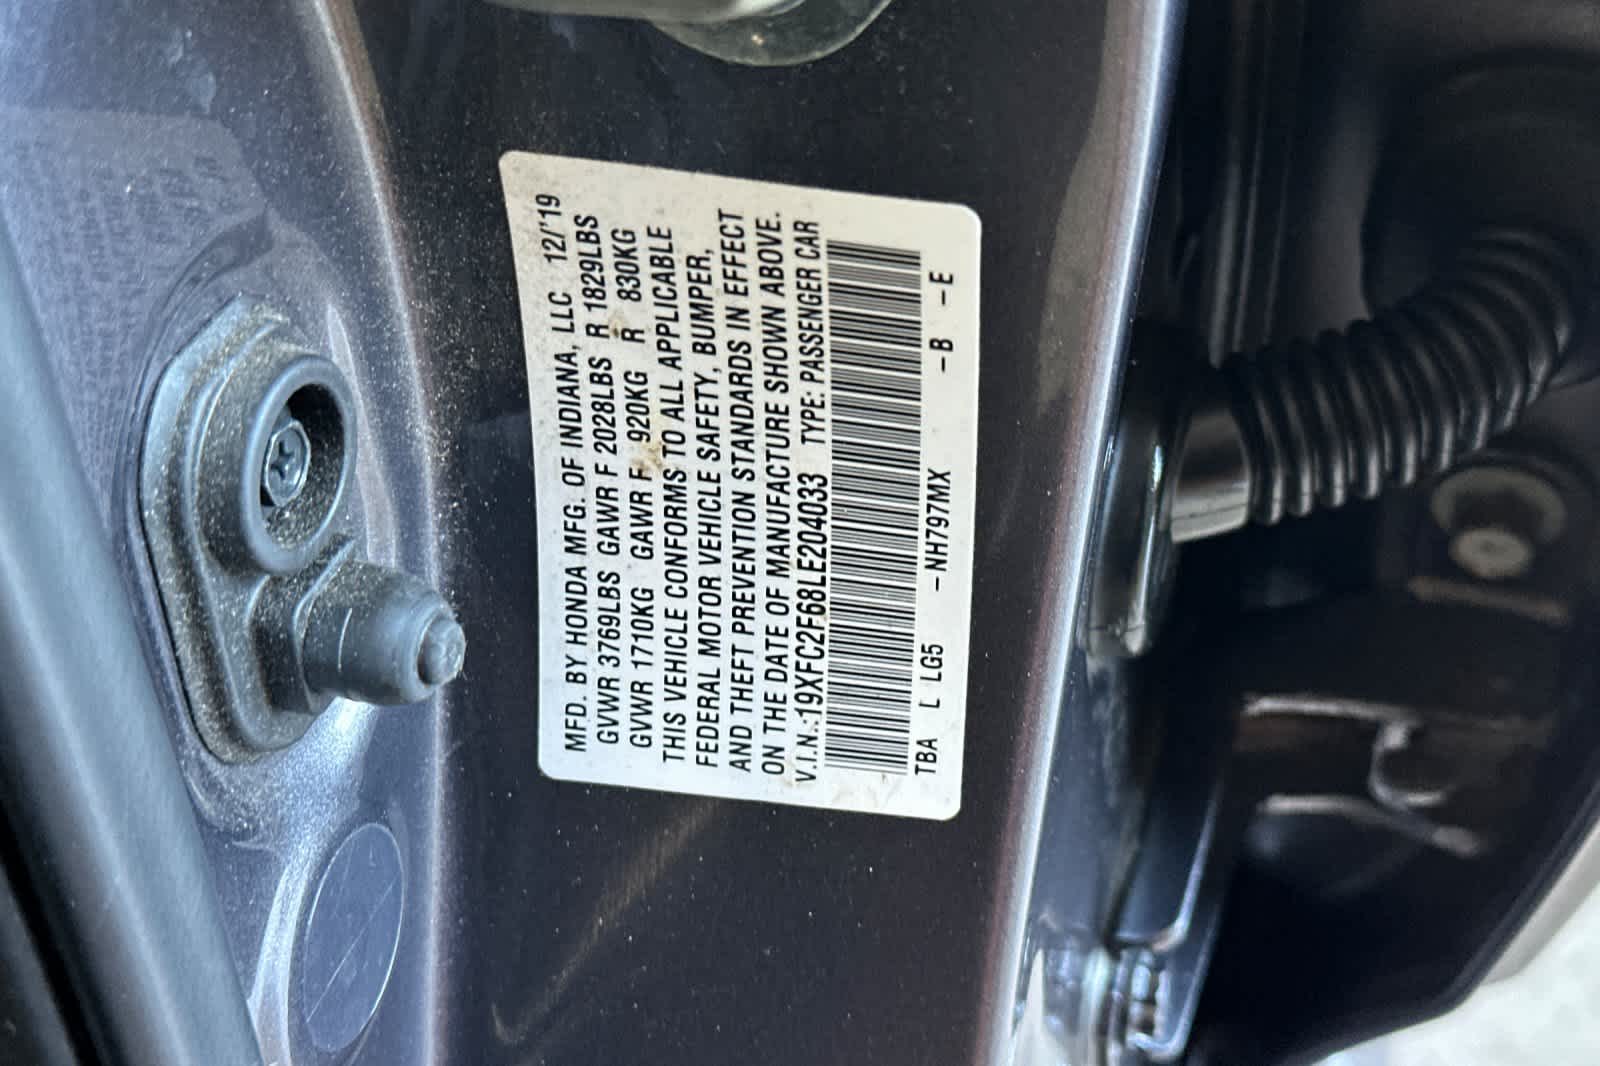 MFD. BY HONDA MFG. OF INDIANA, LLC 12/'19
GVWR 3769LBS GAWR F 2028LBS R 1829LBS
GVWR 1710KG GAWR F 920KG R 830KG
THIS VEHICLE CONFORMS TO ALL APPLICABLE
FEDERAL MOTOR VEHICLE SAFETY, BUMPER,
AND THEFT PREVENTION STANDARDS IN EFFECT
ON THE DATE OF MANUFACTURE SHOWN ABOVE.
V.I.N.:19XFC2F68LE204033 TYPE: PASSENGER CAR
TBA L LG5 -NH797MX -B -E